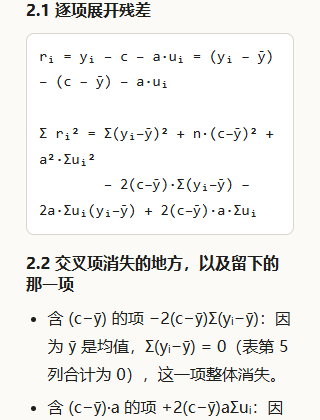 2.1 逐项展开残差
rᵢ = yᵢ − c − a·uᵢ = (yᵢ − ȳ)
− (c − ȳ) − a·uᵢ
Σ rᵢ² = Σ(yᵢ−ȳ)² + n·(c−ȳ)² +
a²·Σuᵢ²
− 2(c−ȳ)·Σ(yᵢ−ȳ) −
2a·Σuᵢ(yᵢ−ȳ) + 2(c−ȳ)·a·Σuᵢ
2.2 交叉项消失的地方，以及留下的
那一项
• 含 (c−ȳ) 的项 −2(c−ȳ)Σ(yᵢ−ȳ)：因
为 ȳ 是均值，Σ(yᵢ−ȳ) = 0（表第 5
列合计为 0），这一项整体消失。
• 含 (c−ȳ)·a 的项 +2(c−ȳ)aΣuᵢ：因